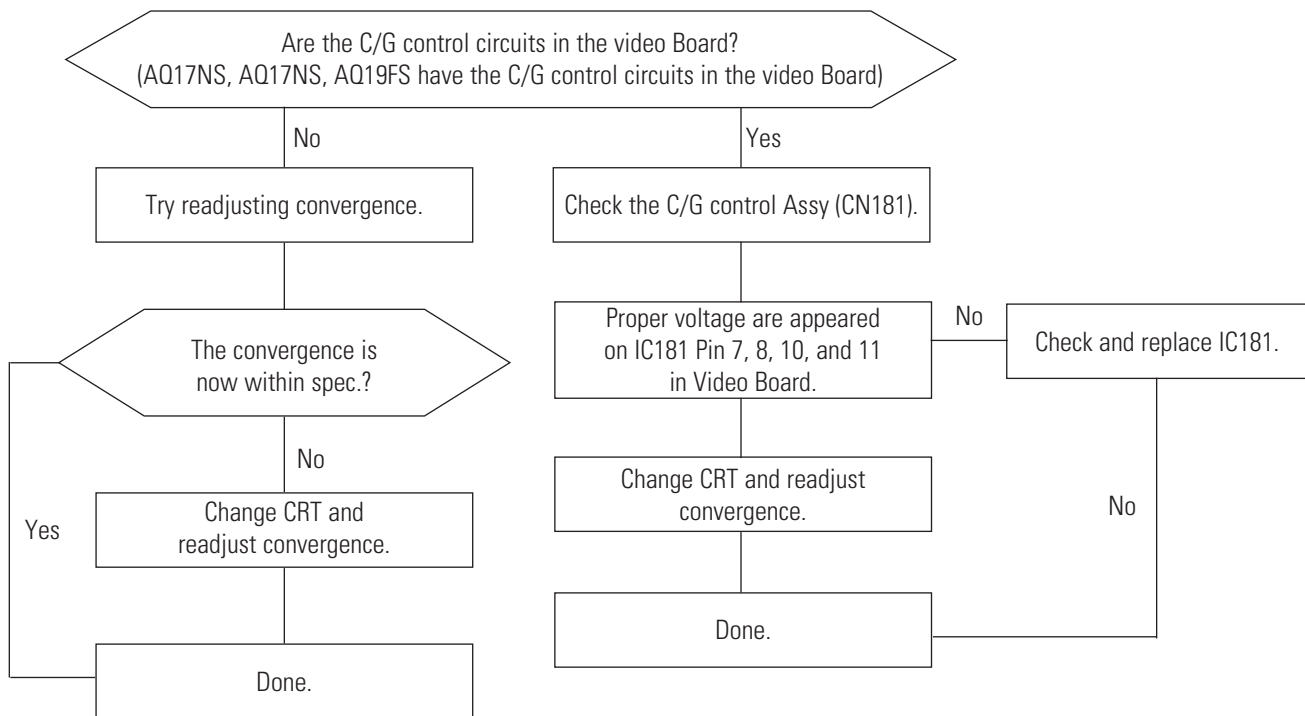 Are the C/G control circuits in the video Board?
(AQ17NS, AQ17NS, AQ19FS have the C/G control circuits in the video Board)
No
Yes
Try readjusting convergence.
Check the C/G control Assy (CN181).
The convergence is
now within spec.?
Proper voltage are appeared
on IC181 Pin 7, 8, 10, and 11
in Video Board.
No
Check and replace IC181.
No
Yes
Change CRT and
readjust convergence.
Change CRT and readjust
convergence.
No
Done.
Done.